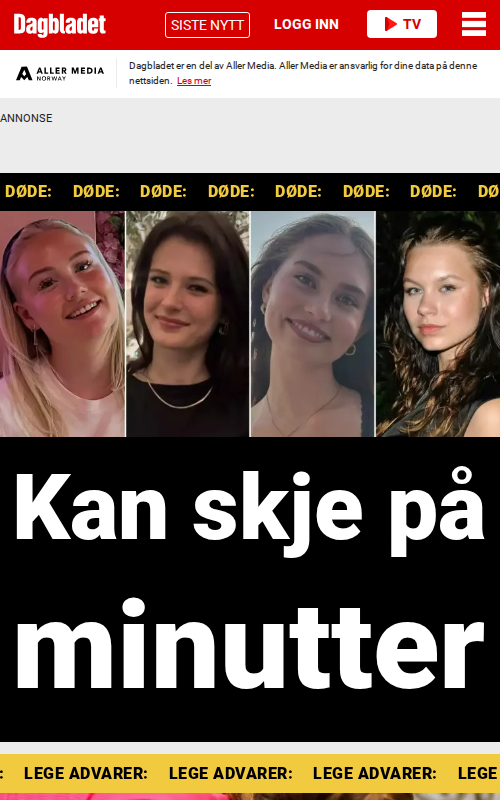 Dagbladet
SISTE NYTT
LOGG INN
TV
ALLER MEDIA
NORWAY
Dagbladet er en del av Aller Media. Aller Media er ansvarlig for dine data på denne
nettsiden. Les mer
ANNONSE
DØDE: DØDE: DØDE: DØDE: DØDE: DØDE: DØDE: DØ
Kan skje på
minutter
: LEGE ADVARER: LEGE ADVARER: LEGE ADVARER: LEGE